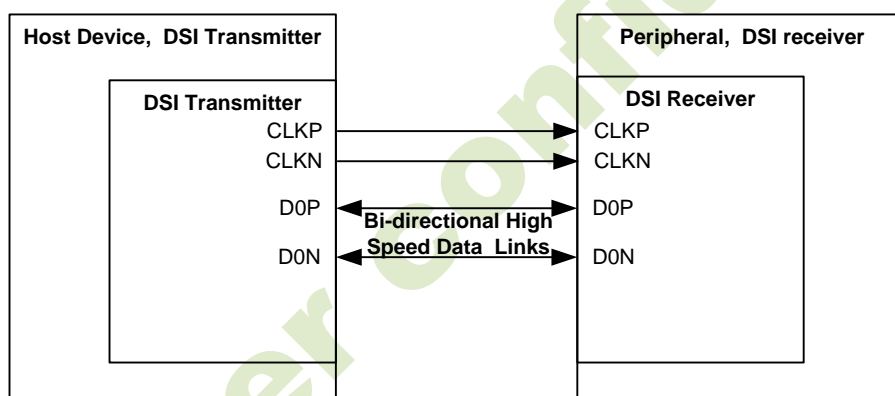 Host Device, DSI Transmitter
Peripheral, DSI receiver
DSI Transmitter
DSI Receiver
CLKP
CLKP
CLKN
CLKN
D0P
D0P
Bi-directional High
Speed Data Links
D0N
D0N